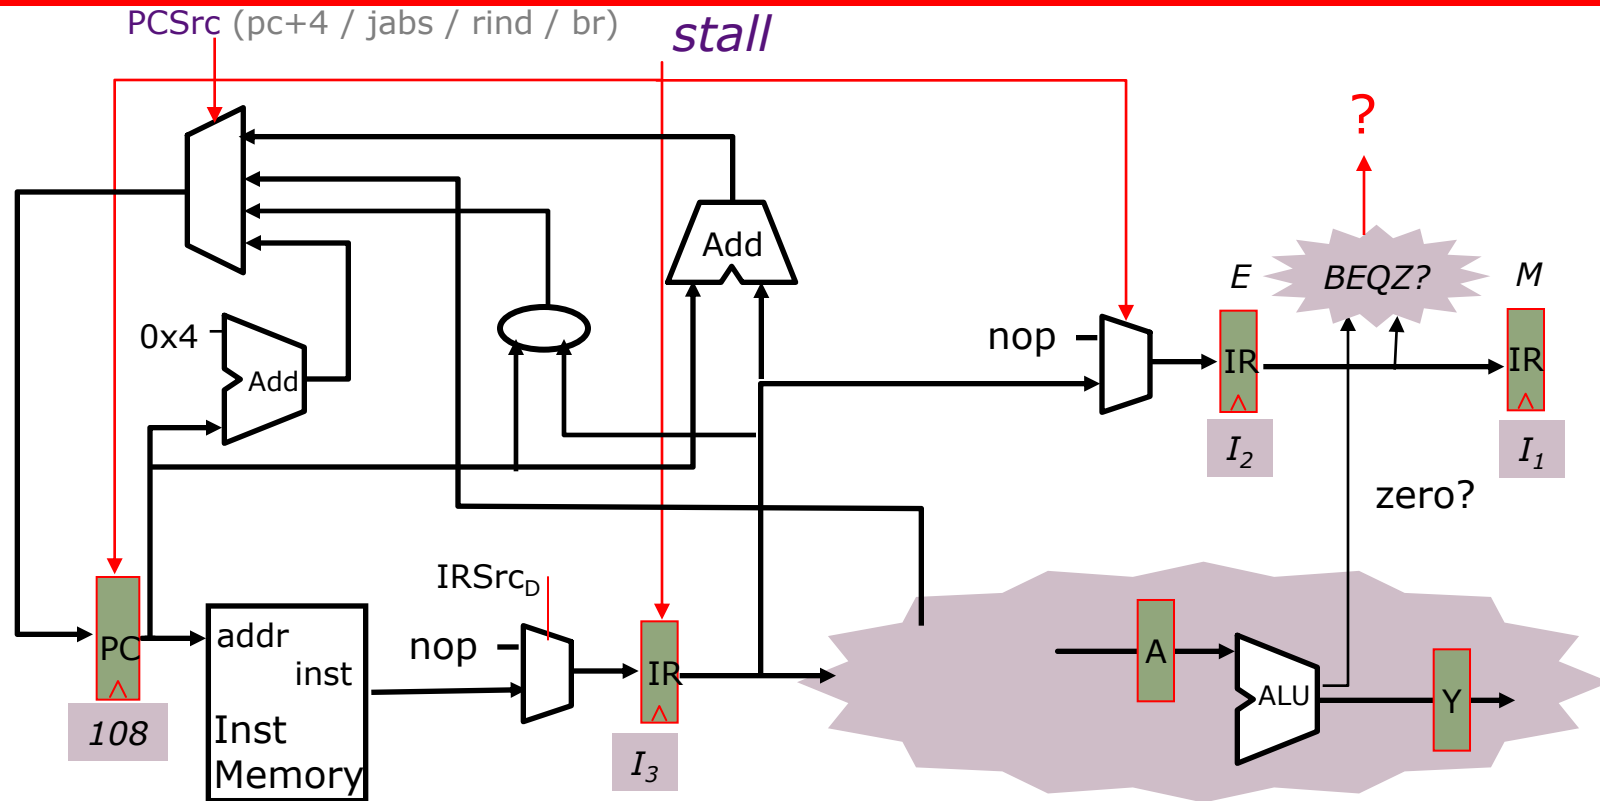 PCSrc (pc+4 / jabs / rind / br)
stall
?
Add
E
BEQZ?
M
0x4
Add
nop
IR
IR
I2
I1
zero?
IRSrcD
PC
addr
inst
Inst
Memory
nop
IR
A
ALU
Y
108
I3